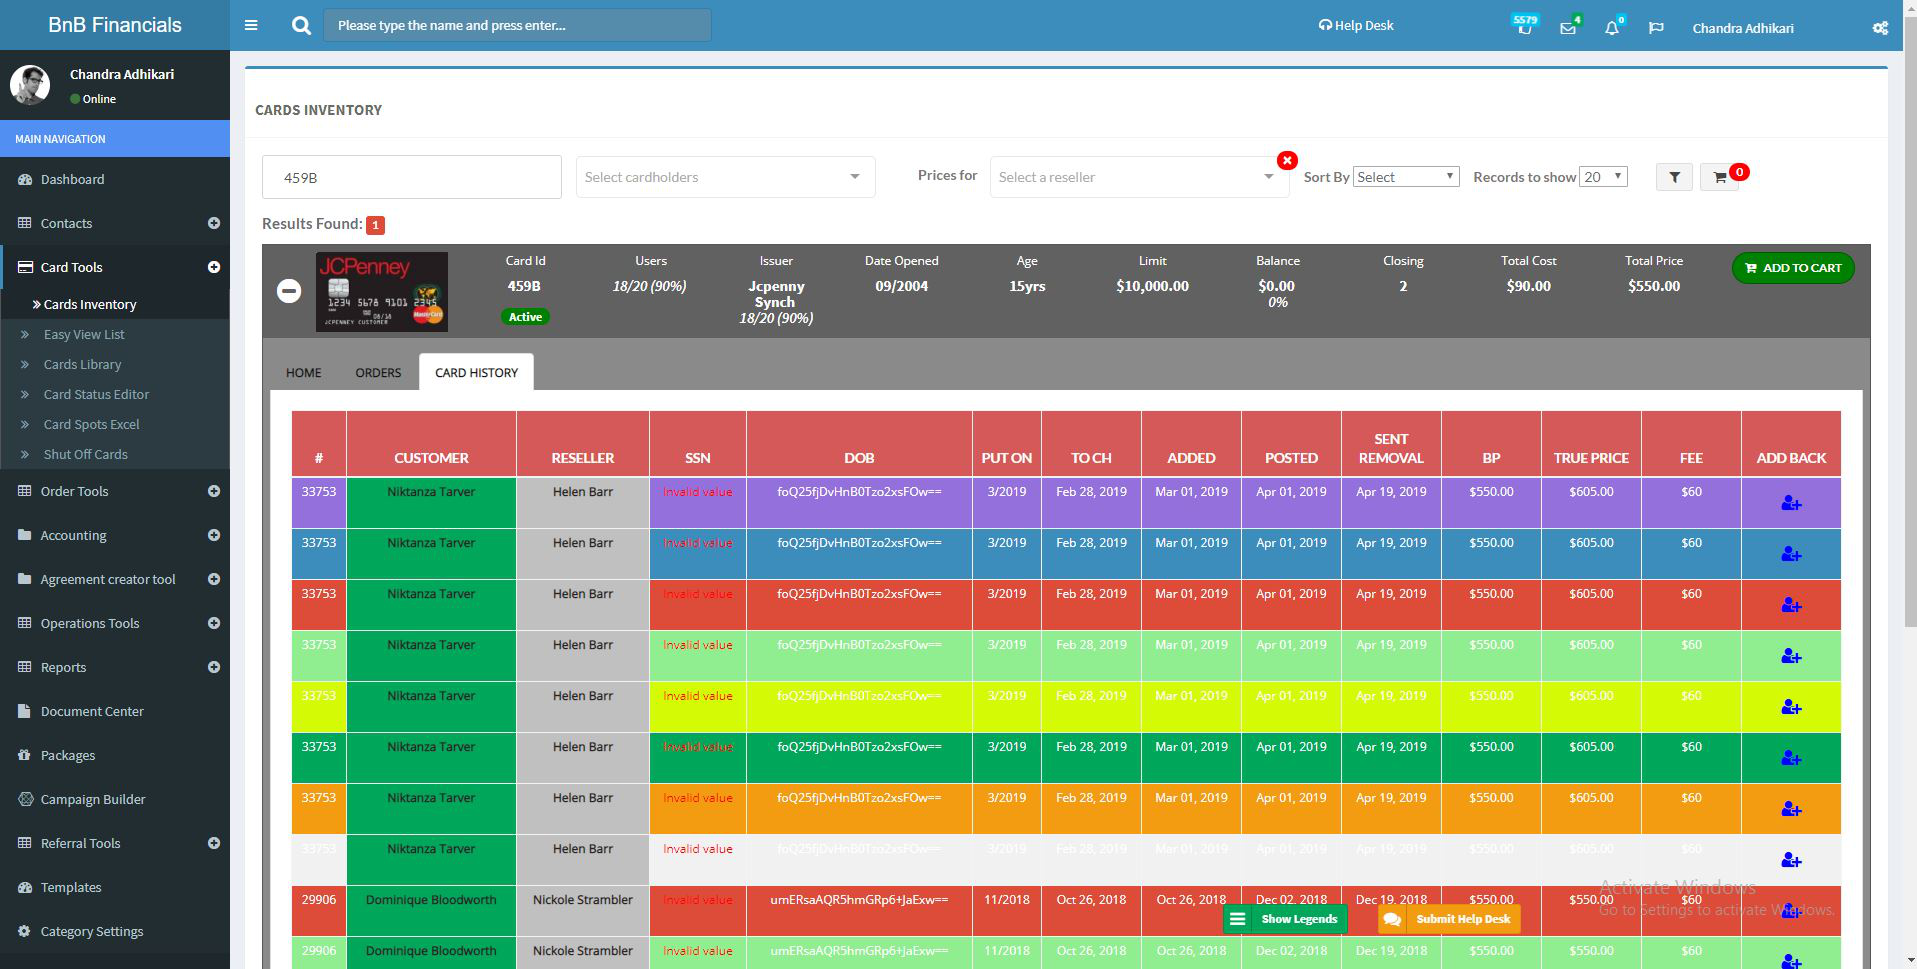 BnB Financials
Please type the name and press enter...
Help Desk
5579
4
0
Chandra Adhikari
Chandra Adhikari
Online
MAIN NAVIGATION
Dashboard
Contacts
Card Tools
» Cards Inventory
» Easy View List
» Cards Library
» Card Status Editor
» Card Spots Excel
» Shut Off Cards
Order Tools
Accounting
Agreement creator tool
Operations Tools
Reports
Document Center
Packages
Campaign Builder
Referral Tools
Templates
Category Settings
CARDS INVENTORY
459B
Select cardholders
Prices for
Select a reseller
Sort By Select
Records to show 20
0
Results Found: 1
JCPenney
1234 5678 9101 2345
JCPENNEY CUSTOMER
MasterCard
Card Id Users Issuer Date Opened Age Limit Balance Closing Total Cost Total Price
459B 18/20 (90%) Jcpenny Synch 18/20 (90%) 09/2004 15yrs $10,000.00 $0.00 0% 2 $90.00 $550.00
Active
ADD TO CART
HOME ORDERS CARD HISTORY
# CUSTOMER RESELLER SSN DOB PUT ON TO CH ADDED POSTED SENT REMOVAL BP TRUE PRICE FEE ADD BACK
33753 Niktanza Tarver Helen Barr Invalid value foQ25fjDvHnB0Tzo2xsFOw== 3/2019 Feb 28, 2019 Mar 01, 2019 Apr 01, 2019 Apr 19, 2019 $550.00 $605.00 $60
33753 Niktanza Tarver Helen Barr Invalid value foQ25fjDvHnB0Tzo2xsFOw== 3/2019 Feb 28, 2019 Mar 01, 2019 Apr 01, 2019 Apr 19, 2019 $550.00 $605.00 $60
33753 Niktanza Tarver Helen Barr Invalid value foQ25fjDvHnB0Tzo2xsFOw== 3/2019 Feb 28, 2019 Mar 01, 2019 Apr 01, 2019 Apr 19, 2019 $550.00 $605.00 $60
33753 Niktanza Tarver Helen Barr Invalid value foQ25fjDvHnB0Tzo2xsFOw== 3/2019 Feb 28, 2019 Mar 01, 2019 Apr 01, 2019 Apr 19, 2019 $550.00 $605.00 $60
33753 Niktanza Tarver Helen Barr Invalid value foQ25fjDvHnB0Tzo2xsFOw== 3/2019 Feb 28, 2019 Mar 01, 2019 Apr 01, 2019 Apr 19, 2019 $550.00 $605.00 $60
33753 Niktanza Tarver Helen Barr Invalid value foQ25fjDvHnB0Tzo2xsFOw== 3/2019 Feb 28, 2019 Mar 01, 2019 Apr 01, 2019 Apr 19, 2019 $550.00 $605.00 $60
33753 Niktanza Tarver Helen Barr Invalid value foQ25fjDvHnB0Tzo2xsFOw== 3/2019 Feb 28, 2019 Mar 01, 2019 Apr 01, 2019 Apr 19, 2019 $550.00 $605.00 $60
33753 Niktanza Tarver Helen Barr Invalid value foQ25fjDvHnB0Tzo2xsFOw== 3/2019 Feb 28, 2019 Mar 01, 2019 Apr 01, 2019 Apr 19, 2019 $550.00 $605.00 $60
29906 Dominique Bloodworth Nickole Strambler Invalid value umERsaAQR5hmGRp6+JaExw== 11/2018 Oct 26, 2018 Oct 26, 2018 Dec 02, 2018 Dec 19, 2018 $550.00 $550.00 $60
29906 Dominique Bloodworth Nickole Strambler Invalid value umERsaAQR5hmGRp6+JaExw== 11/2018 Oct 26, 2018 Oct 26, 2018 Dec 02, 2018 Dec 19, 2018 $550.00 $550.00 $60
Show Legends
Submit Help Desk
Activate Windows
Go to Settings to activate Windows.